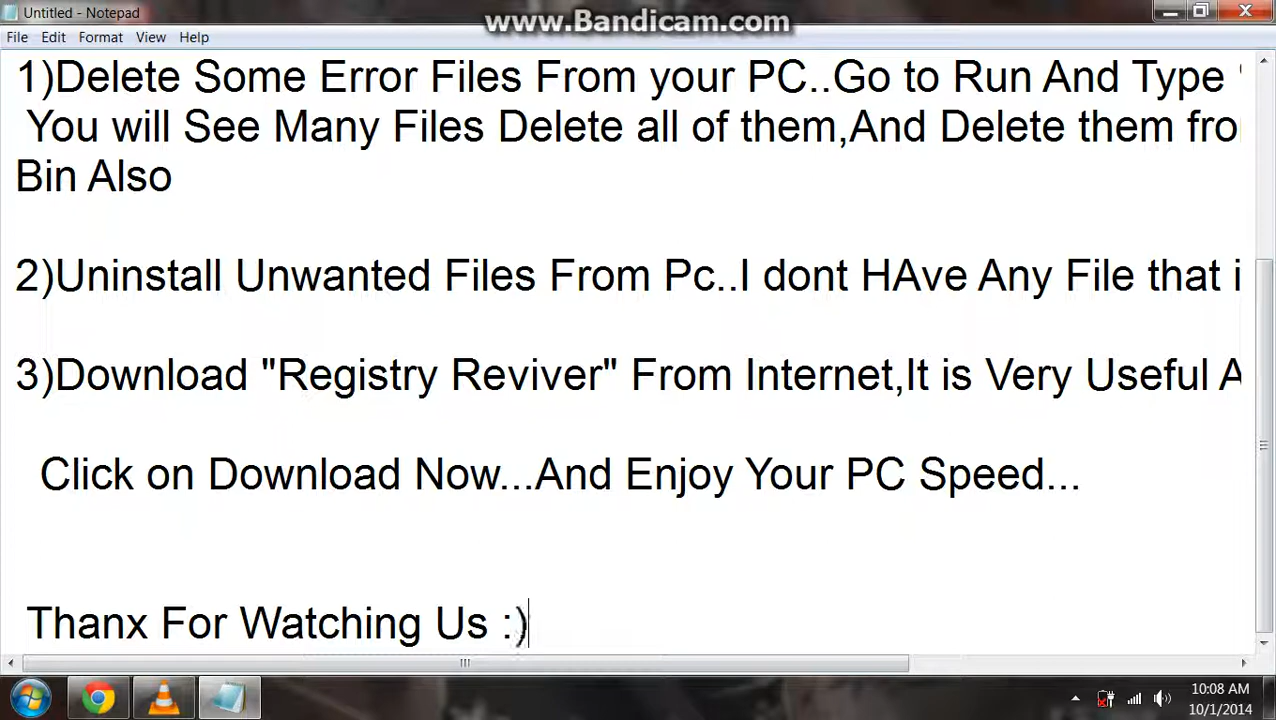 Untitled - Notepad
www.Bandicam.com
File Edit Format View Help
1)Delete Some Error Files From your PC..Go to Run And Type
You will See Many Files Delete all of them,And Delete them fro
Bin Also
2)Uninstall Unwanted Files From Pc..I dont HAve Any File that i
3)Download "Registry Reviver" From Internet,It is Very Useful A
Click on Download Now...And Enjoy Your PC Speed...
Thanx For Watching Us :)
10:08 AM
10/1/2014